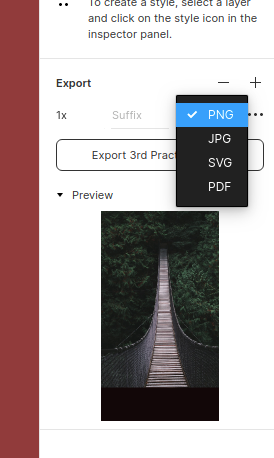 To create a style, select a layer
and click on the style icon in the
inspector panel.
Export
1x
Suffix
PNG
JPG
SVG
PDF
Export 3rd
Preview